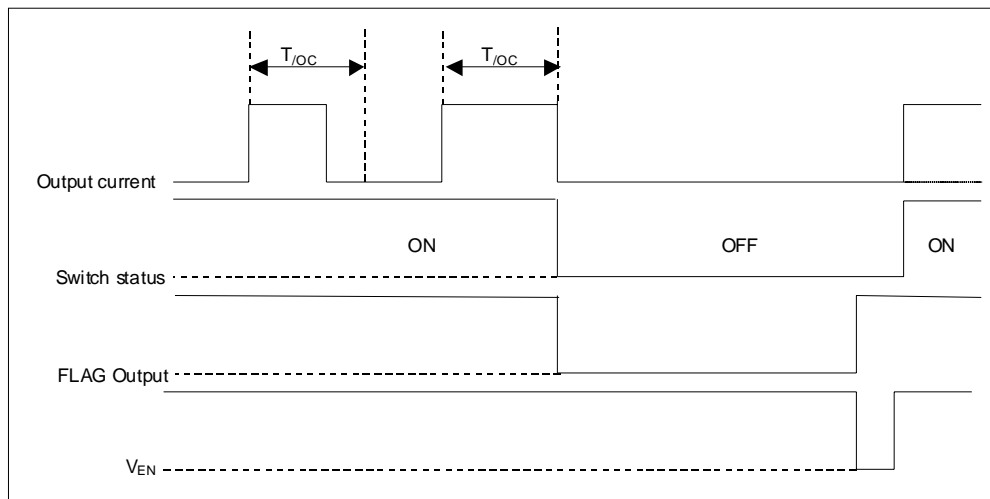 T/OC T/OC
Output current
ON OFF ON
Switch status
FLAG Output
VEN